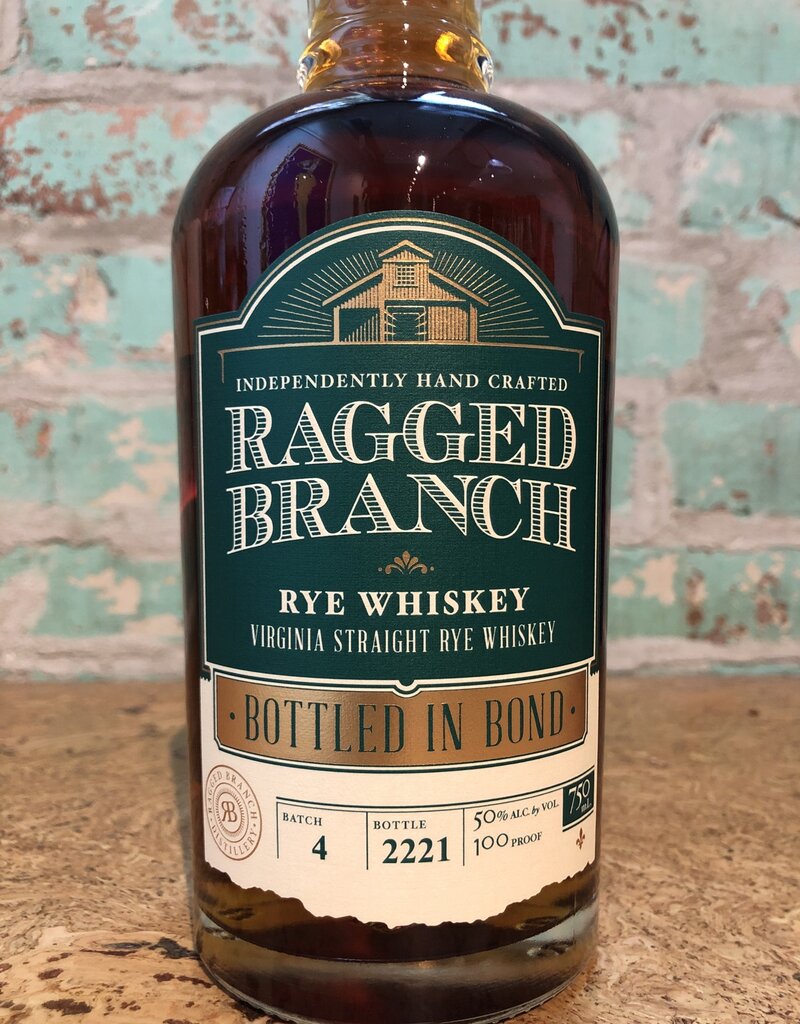 INDEPENDENTLY HAND CRAFTED
RAGGED
BRANCH
RYE WHISKEY
VIRGINIA STRAIGHT RYE WHISKEY
· BOTTLED IN BOND ·
RAGGED BRANCH
RB
DISTILLERY
BATCH
4
BOTTLE
2221
50% ALC. by VOL.
100 PROOF
750
mL